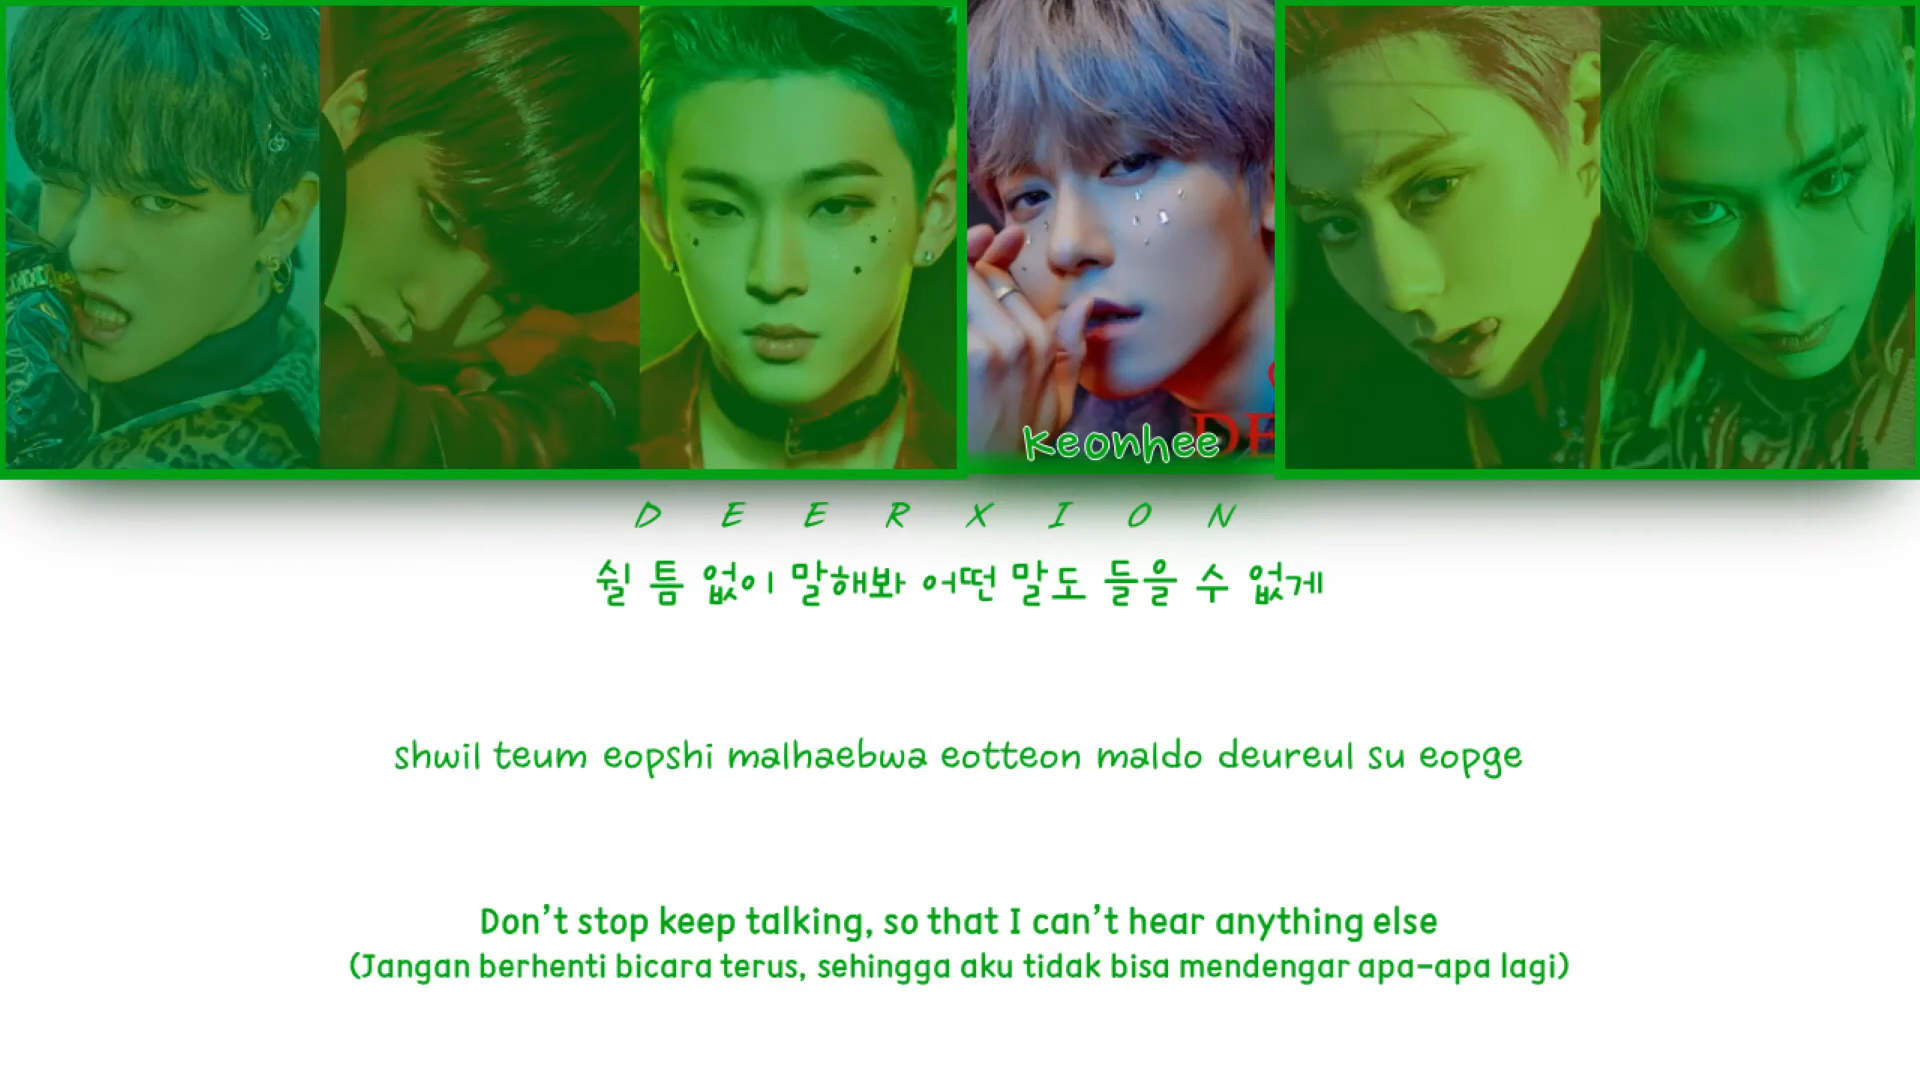 DE
keonhee
DEERXION
쉴 틈 없이 말해봐 어떤 말도 들을 수 없게
shwil teum eopshi malhaebwa eotteon maldo deureul su eopge
Don't stop keep talking, so that I can't hear anything else
(Jangan berhenti bicara terus, sehingga aku tidak bisa mendengar apa-apa lagi)